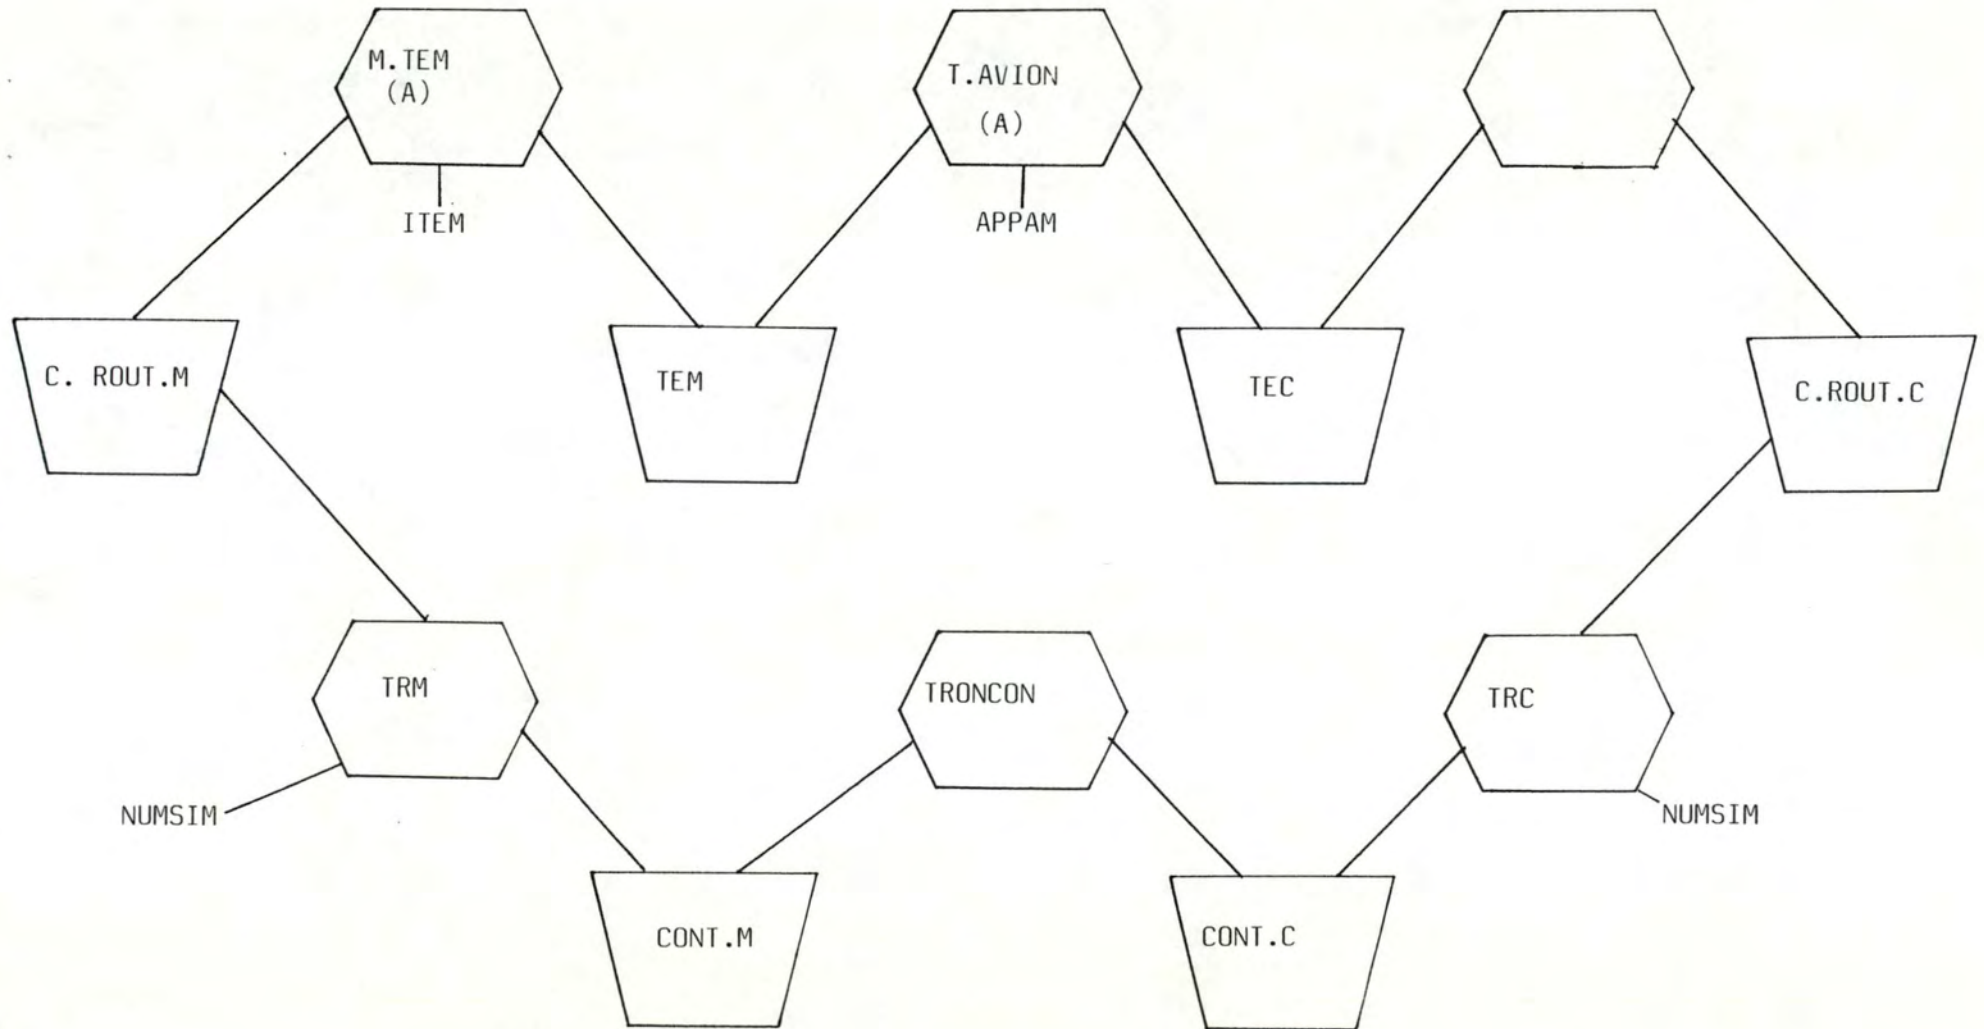 M.TEM
(A)
T.AVION
(A)
ITEM
APPAM
C. ROUT.M
TEM
TEC
C.ROUT.C
TRM
TRONCON
TRC
NUMSIM
NUMSIM
CONT.M
CONT.C